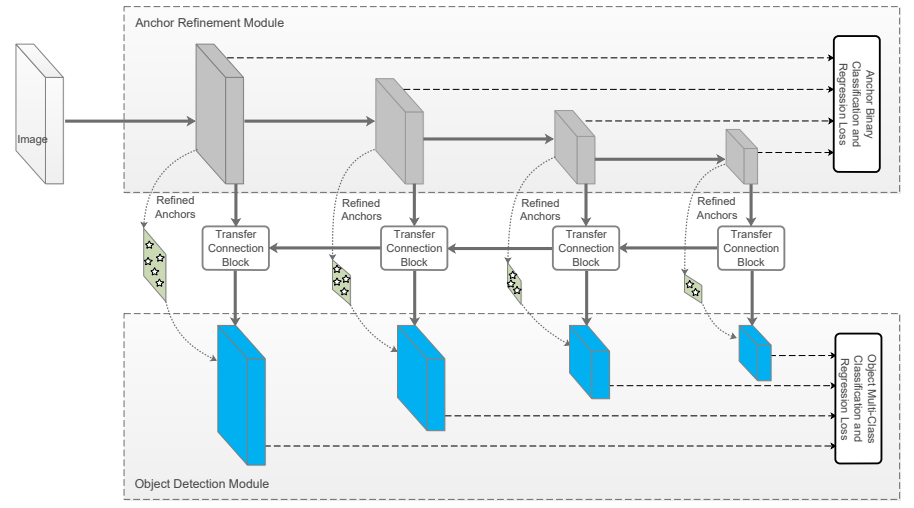 Anchor Refinement Module
Image
Anchor Binary
Classification and
Regression Loss
Refined
Anchors
Refined
Anchors
Refined
Anchors
Refined
Anchors
Transfer
Connection
Block
Transfer
Connection
Block
Transfer
Connection
Block
Transfer
Connection
Block
Object Multi-Class
Classification and
Regression Loss
Object Detection Module